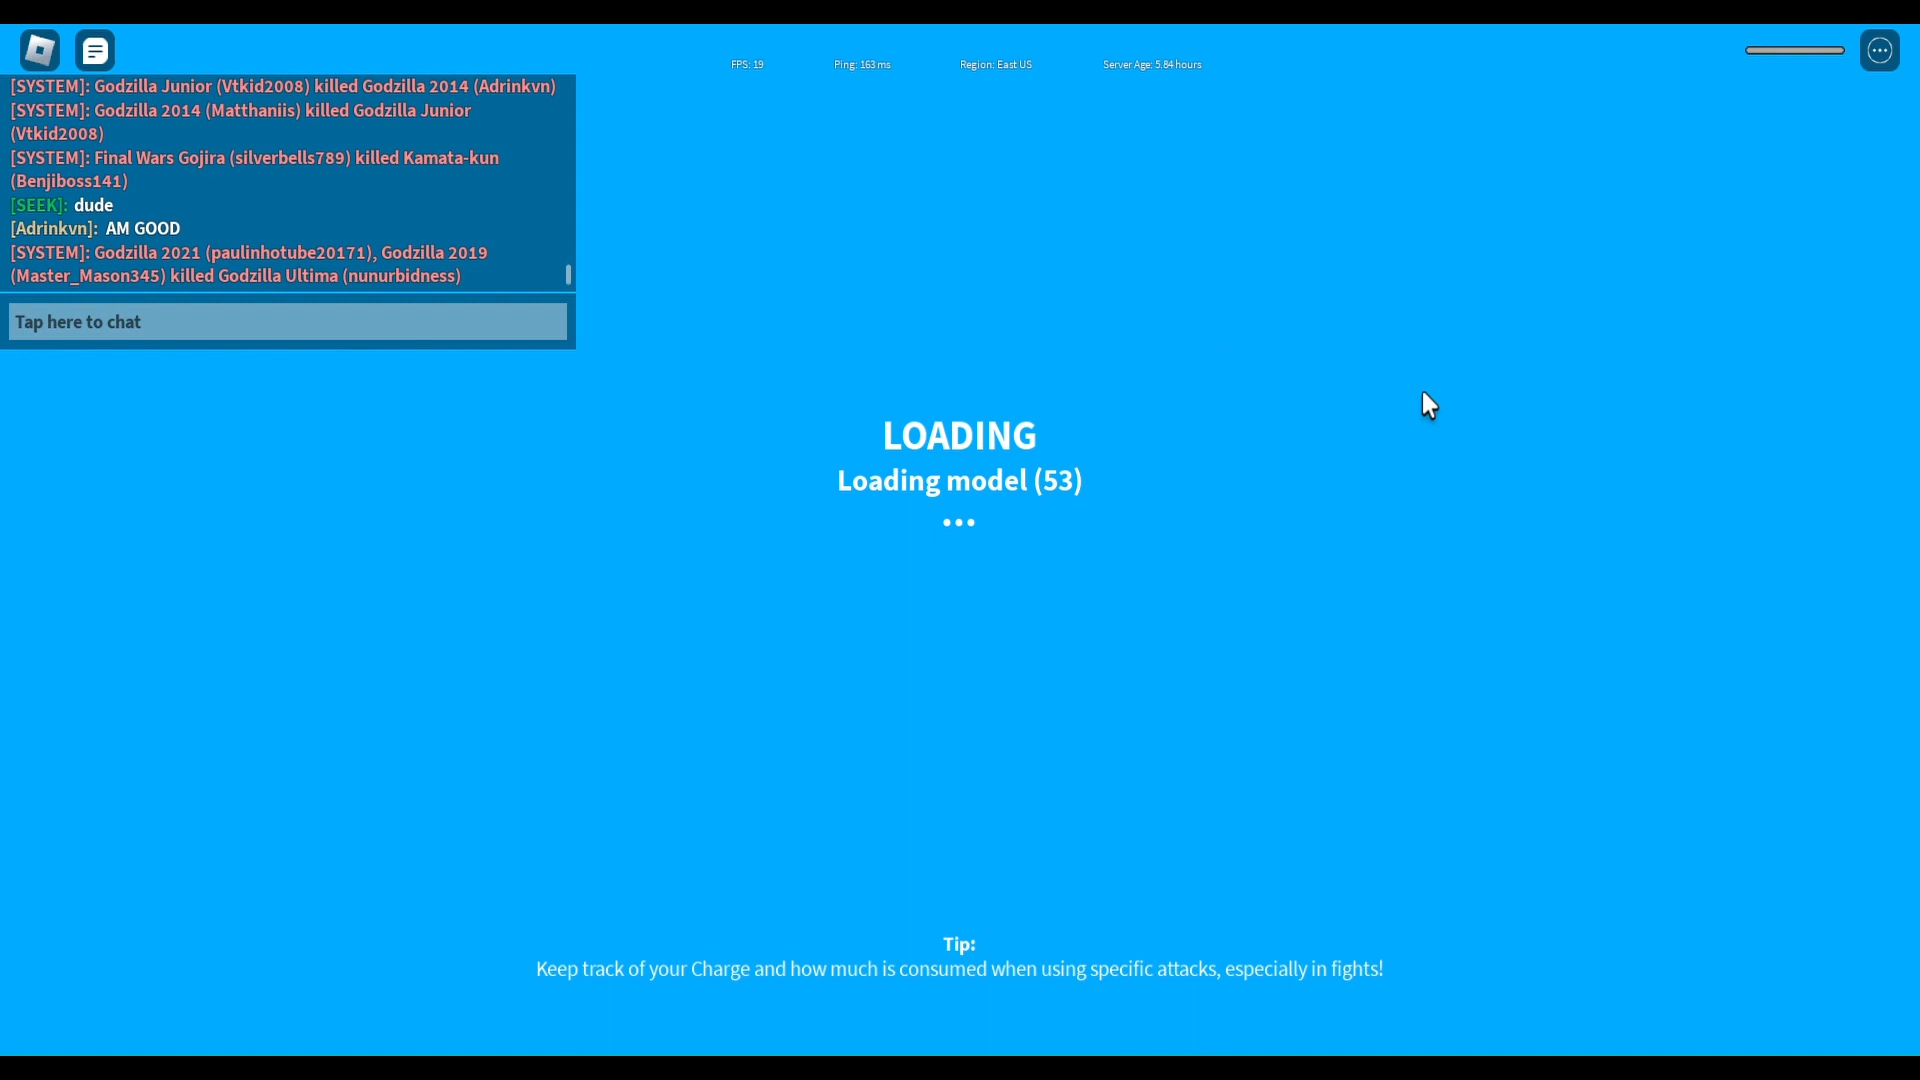 FPS: 19 Ping: 163 ms Region: East US Server Age: 5.84 hours
[SYSTEM]: Godzilla Junior (Vtkid2008) killed Godzilla 2014 (Adrinkvn)
[SYSTEM]: Godzilla 2014 (Matthaniis) killed Godzilla Junior
(Vtkid2008)
[SYSTEM]: Final Wars Gojira (silverbells789) killed Kamata-kun
(Benjiboss141)
[SEEK]: dude
[Adrinkvn]: AM GOOD
[SYSTEM]: Godzilla 2021 (paulinhotube20171), Godzilla 2019
(Master_Mason345) killed Godzilla Ultima (nunurbidness)
Tap here to chat
LOADING
Loading model (53)
...
Tip:
Keep track of your Charge and how much is consumed when using specific attacks, especially in fights!